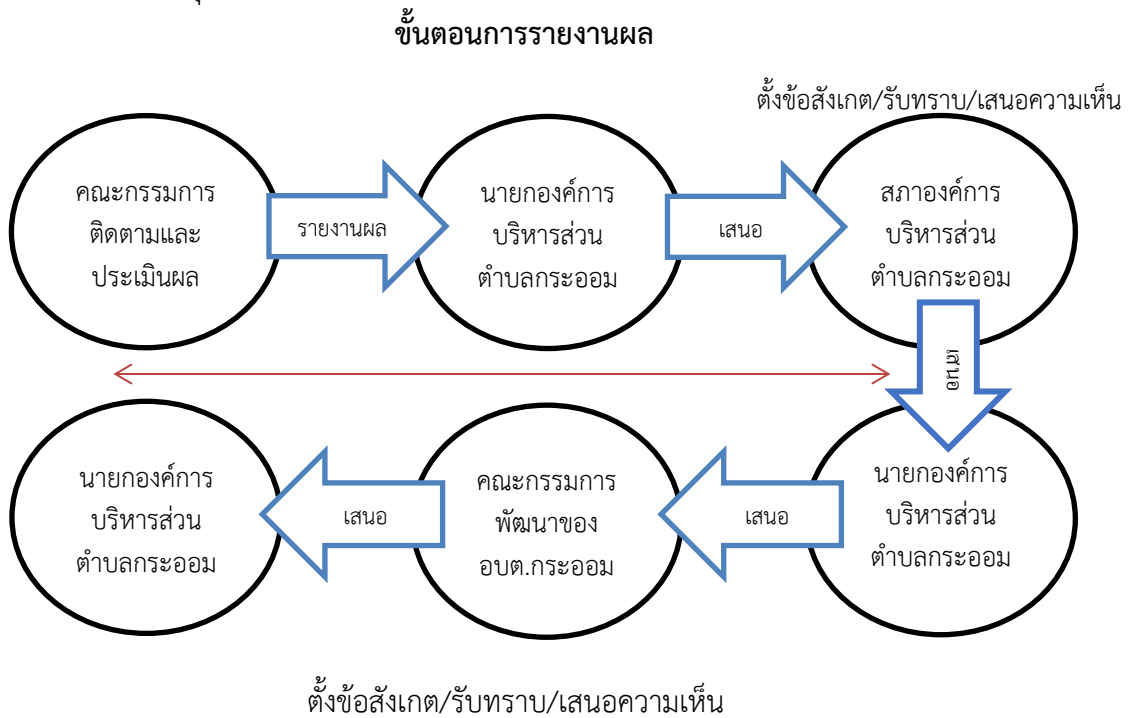 ขั้นตอนการรายงานผล
ตั้งข้อสังเกต/รับทราบ/เสนอความเห็น
คณะกรรมการ
ติดตามและ
ประเมินผล
รายงานผล
นายกองค์การ
บริหารส่วน
ตำบลกระออม
เสนอ
สภาองค์การ
บริหารส่วน
ตำบลกระออม
เสนอ
นายกองค์การ
บริหารส่วน
ตำบลกระออม
เสนอ
คณะกรรมการ
พัฒนาของ
อบต.กระออม
เสนอ
นายกองค์การ
บริหารส่วน
ตำบลกระออม
ตั้งข้อสังเกต/รับทราบ/เสนอความเห็น